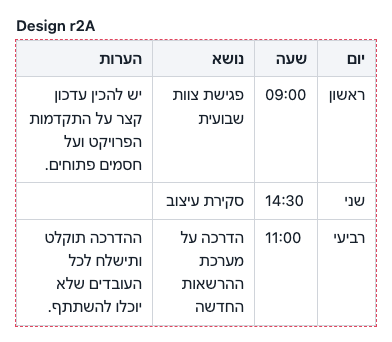 Design r2A
יום שעה נושא הערות
ראשון 09:00 פגישת צוות יש להכין עדכון
שבועית קצר על התקדמות
הפרויקט ועל
חסמים פתוחים.
שני 14:30 סקירת עיצוב
רביעי 11:00 הדרכה על ההדרכה תוקלט
מערכת ותישלח לכל
ההרשאות העובדים שלא
החדשה יוכלו להשתתף.